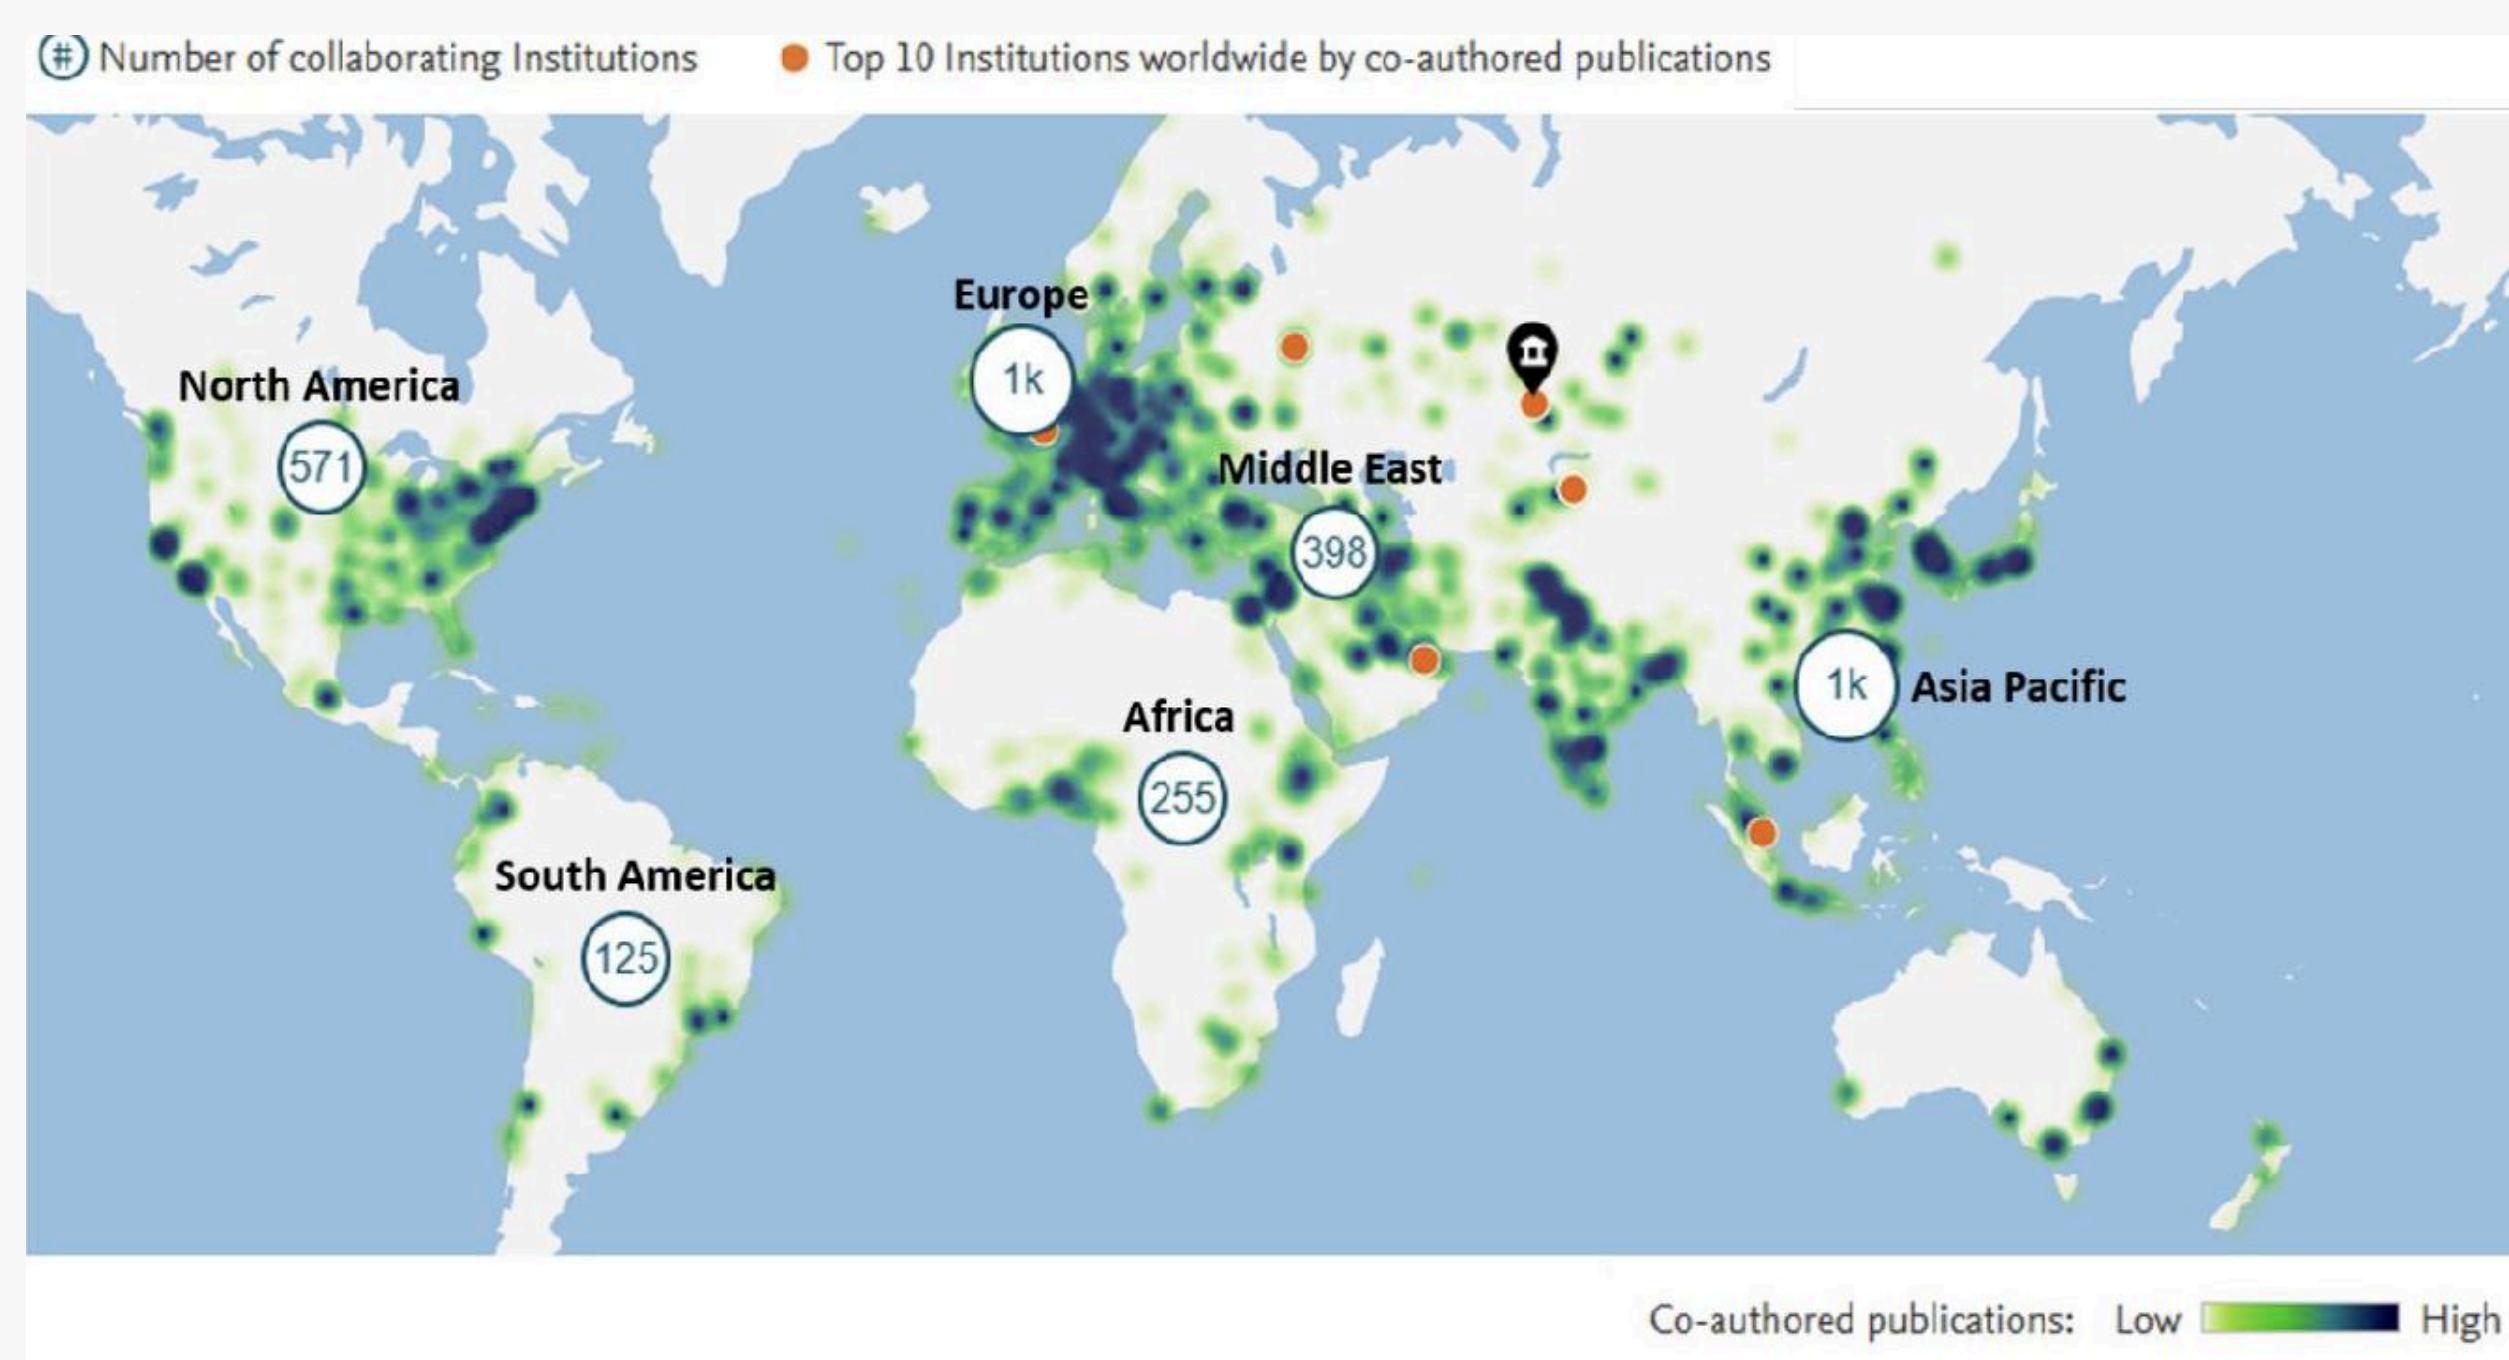 # Number of collaborating Institutions
Top 10 Institutions worldwide by co-authored publications
Europe
1k
North America
571
Middle East
398
Africa
255
1k Asia Pacific
South America
125
Co-authored publications: Low High